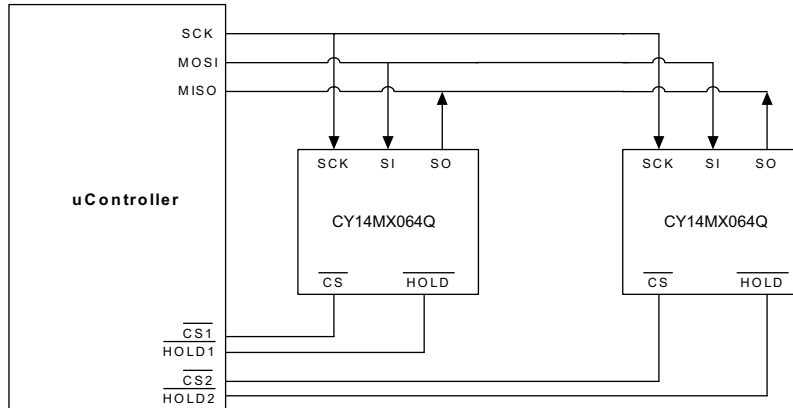 SCK
MOSI
MISO
SCK SI SO
SCK SI SO
uController
CY14MX064Q
CY14MX064Q
CS HOLD
CS HOLD
CS1
HOLD1
CS2
HOLD2